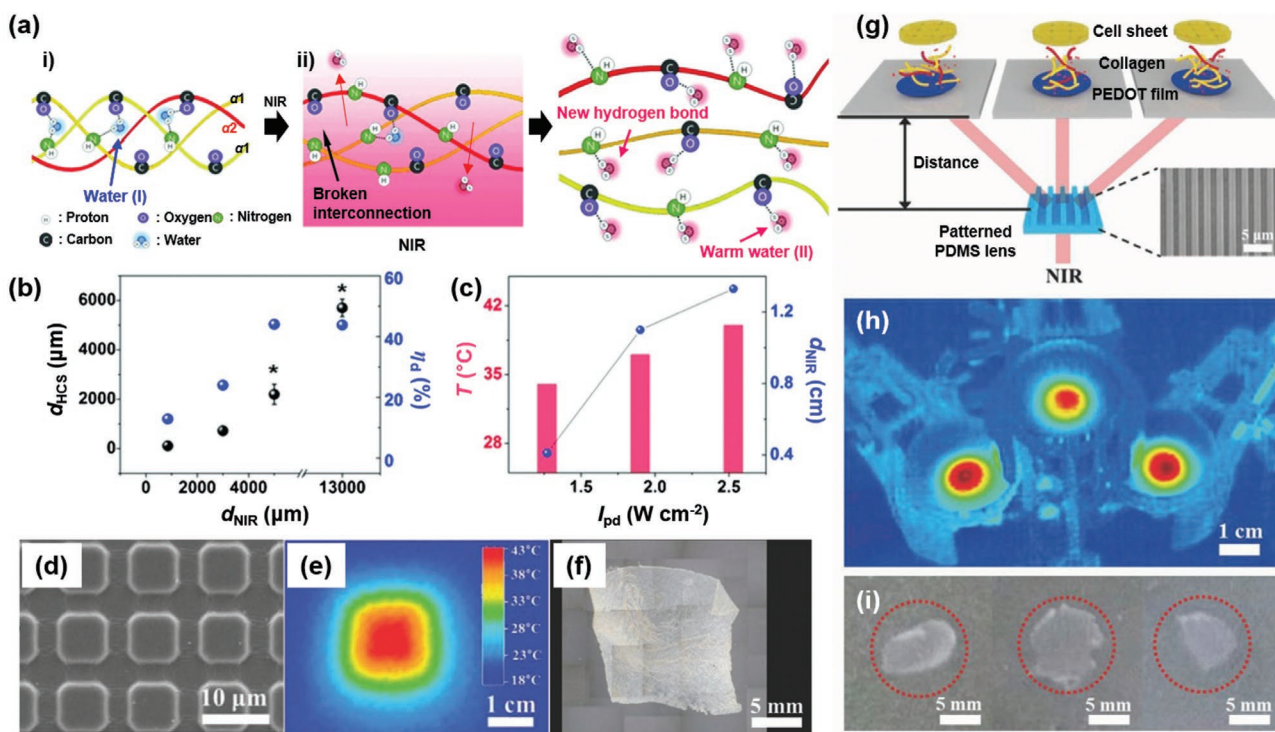 (a)
i)
α1
α2
α1
Water (I)
H : Proton
O : Oxygen
N : Nitrogen
C : Carbon
: Water
NIR
ii)
Broken
interconnection
NIR
New hydrogen bond
Warm water (II)
(b)
dHCS (μm)
6000
4000
2000
0
60
40
20
0
ηd (%)
*
*
0 2000 4000 13000
dNIR (μm)
(c)
T (°C)
42
35
28
1.2
0.8
0.4
dNIR (cm)
1.5 2.0 2.5
Ipd (W cm-2)
(d)
10 μm
(e)
43°C
38°C
33°C
28°C
23°C
18°C
1 cm
(f)
5 mm
(g)
Cell sheet
Collagen
PEDOT film
Distance
Patterned
PDMS lens
NIR
5 μm
(h)
1 cm
(i)
5 mm
5 mm
5 mm